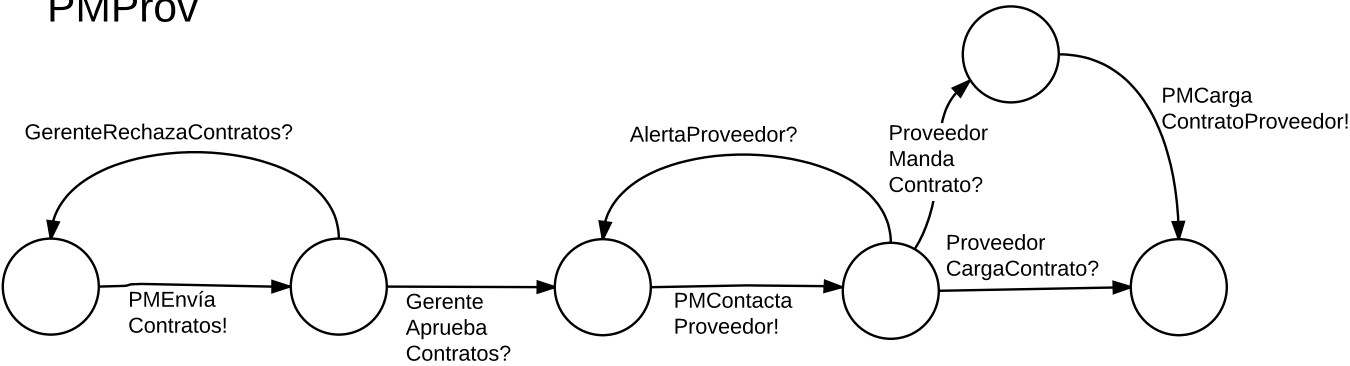 PMProv
GerenteRechazaContratos?
AlertaProveedor?
Proveedor
Manda
Contrato?
PMCarga
ContratoProveedor!
PMEnvía
Contratos!
Gerente
Aprueba
Contratos?
PMContacta
Proveedor!
Proveedor
CargaContrato?